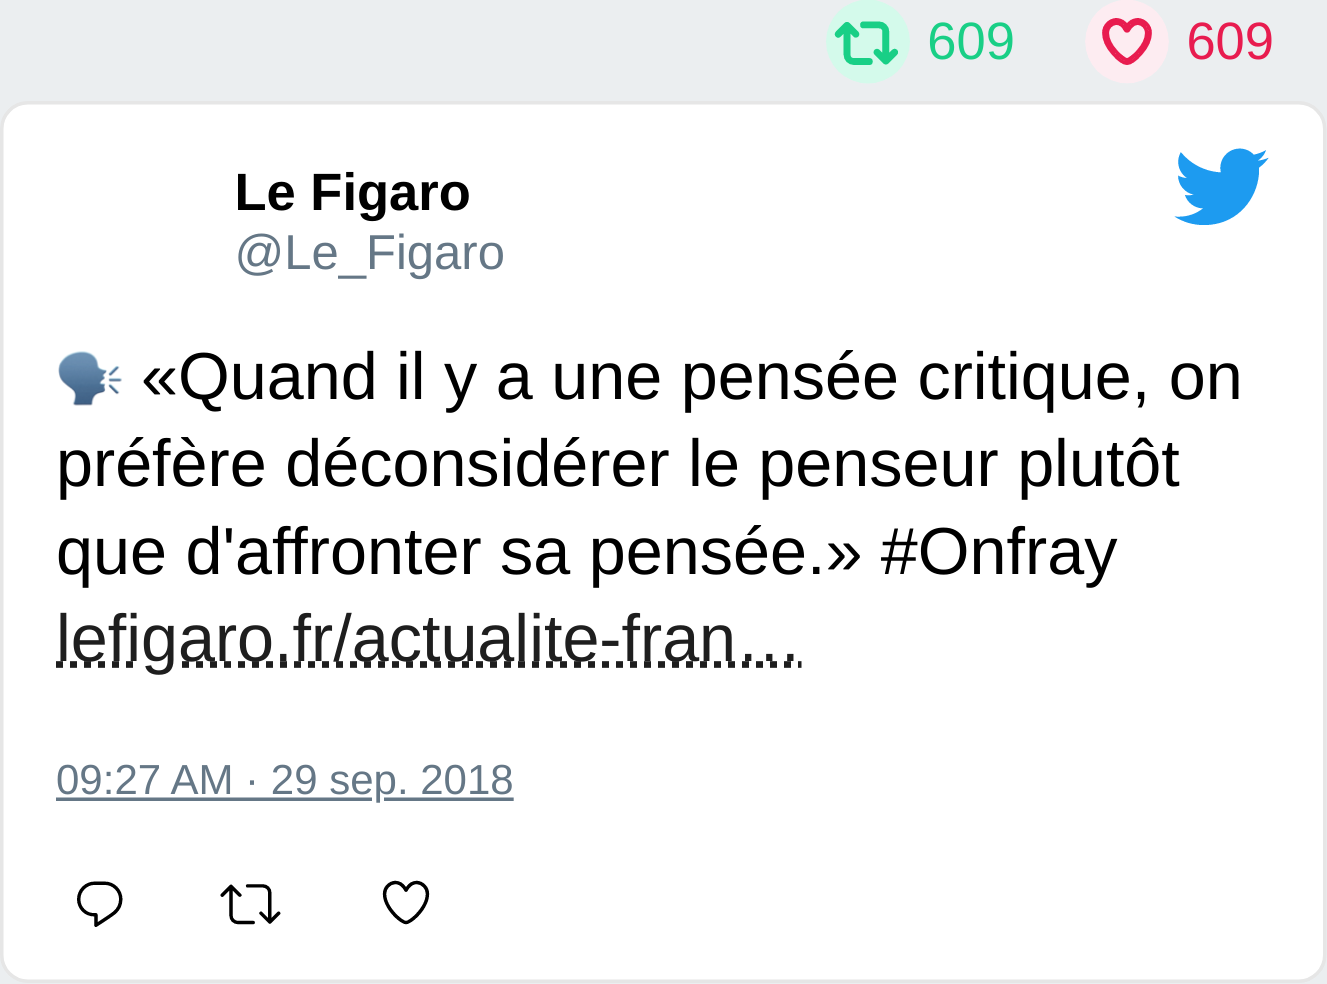 609 609
Le Figaro
@Le_Figaro
«Quand il y a une pensée critique, on
préfère déconsidérer le penseur plutôt
que d'affronter sa pensée.» #Onfray
lefigaro.fr/actualite-fran…
09:27 AM · 29 sep. 2018